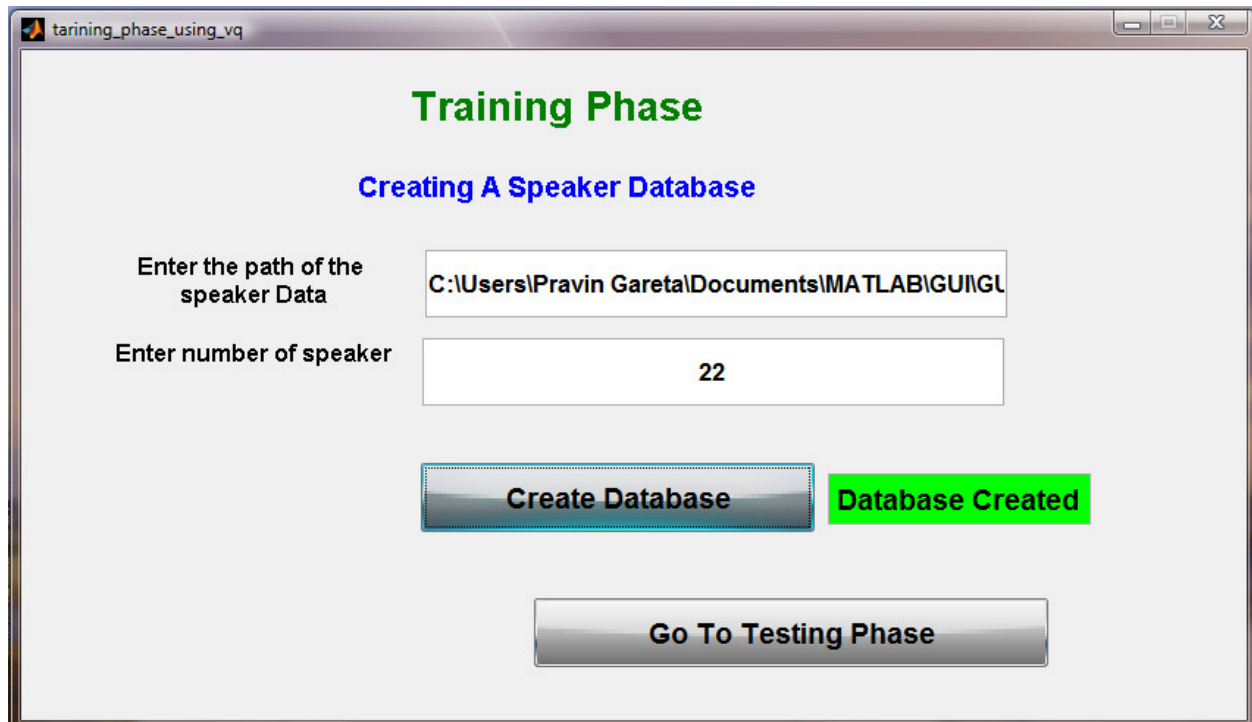 tarining_phase_using_vq
Training Phase
Creating A Speaker Database
Enter the path of the
speaker Data
C:\Users\Pravin Gareta\Documents\MATLAB\GUI\GU
Enter number of speaker
22
Create Database
Database Created
Go To Testing Phase